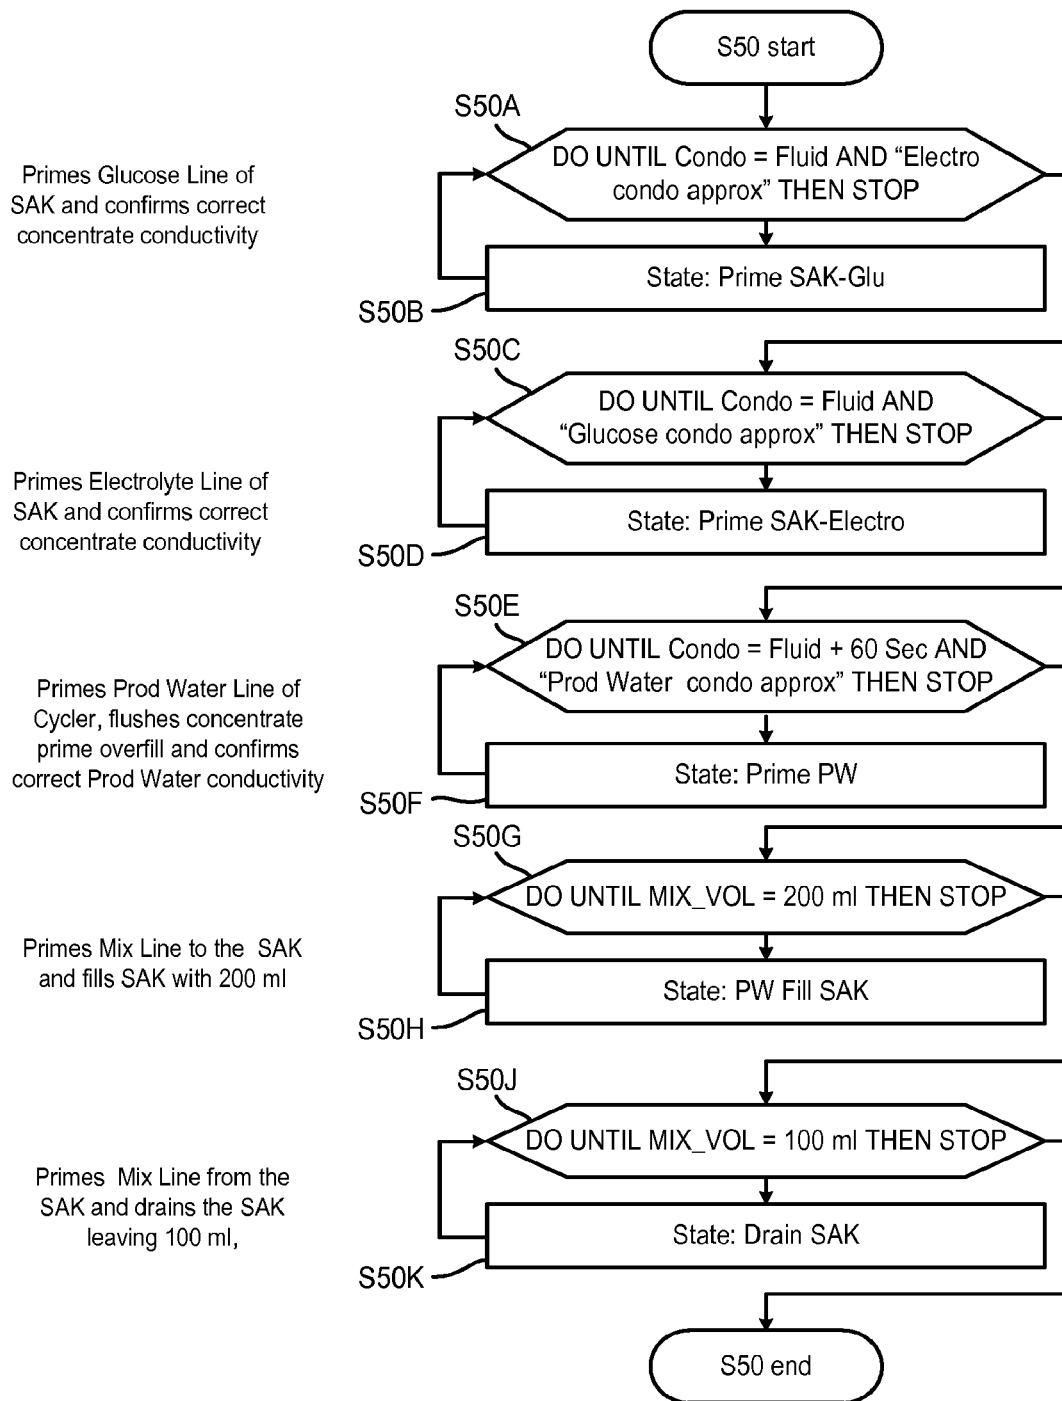 S50 start
S50A
DO UNTIL Condo = Fluid AND “Electro
condo approx” THEN STOP
Primes Glucose Line of
SAK and confirms correct
concentrate conductivity
State: Prime SAK-Glu
S50B
S50C
DO UNTIL Condo = Fluid AND
“Glucose condo approx” THEN STOP
Primes Electrolyte Line of
SAK and confirms correct
concentrate conductivity
State: Prime SAK-Electro
S50D
S50E
DO UNTIL Condo = Fluid + 60 Sec AND
“Prod Water condo approx” THEN STOP
Primes Prod Water Line of
Cycler, flushes concentrate
prime overfill and confirms
correct Prod Water conductivity
State: Prime PW
S50F
S50G
DO UNTIL MIX_VOL = 200 ml THEN STOP
Primes Mix Line to the SAK
and fills SAK with 200 ml
State: PW Fill SAK
S50H
S50J
DO UNTIL MIX_VOL = 100 ml THEN STOP
Primes Mix Line from the
SAK and drains the SAK
leaving 100 ml,
State: Drain SAK
S50K
S50 end